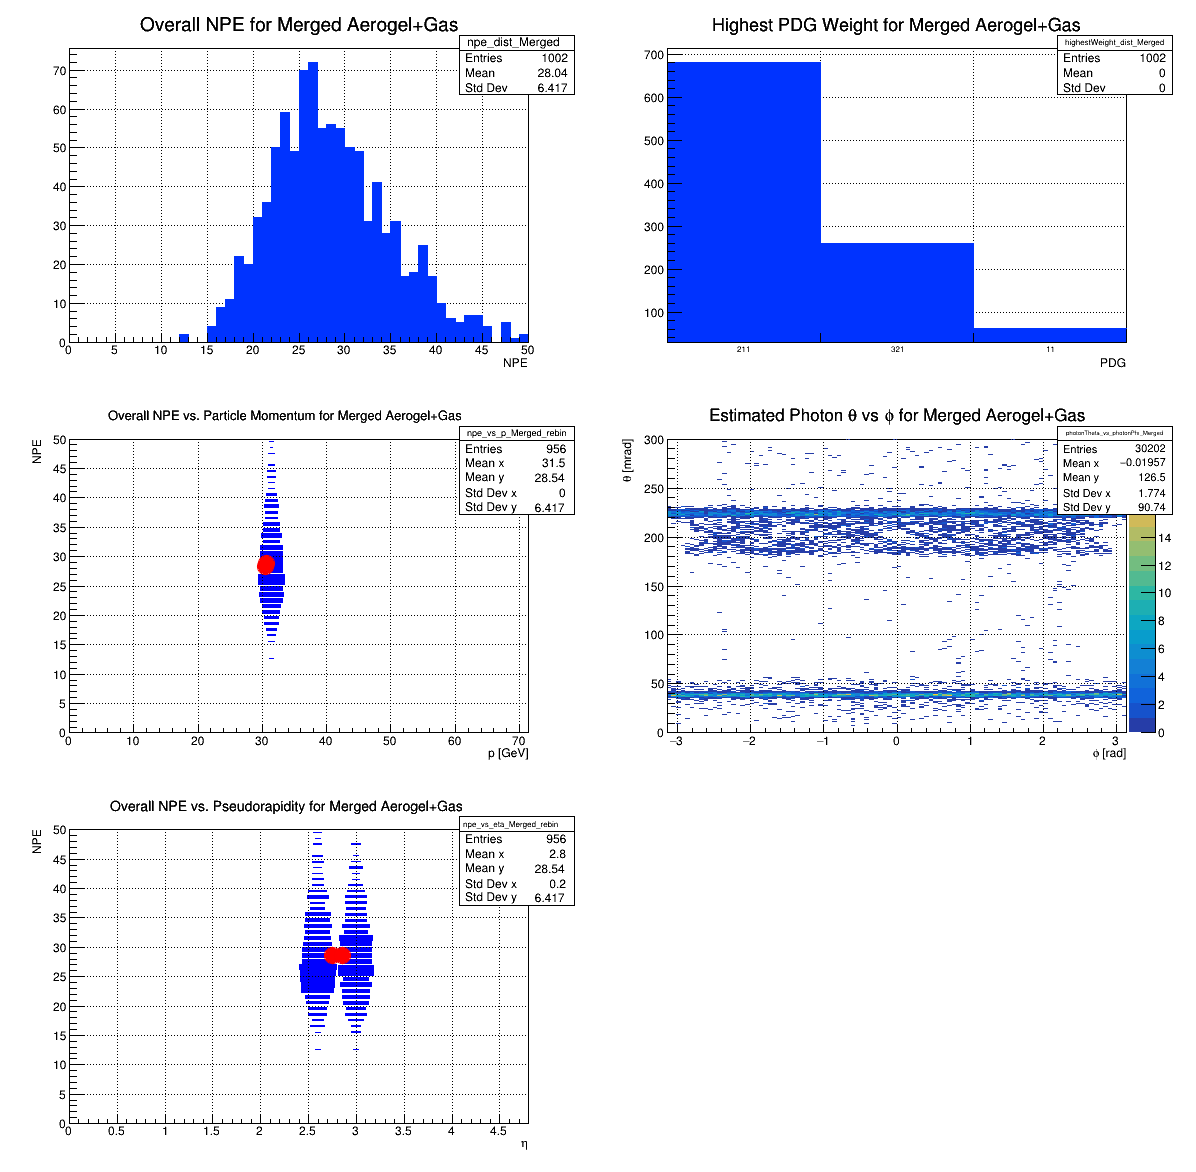 Overall NPE for Merged Aerogel+Gas
npe_dist_Merged
Entries 1002
Mean 28.04
Std Dev 6.417
70
60
50
40
30
20
10
0
0 5 10 15 20 25 30 35 40 45 50
NPE
Highest PDG Weight for Merged Aerogel+Gas
highestWeight_dist_Merged
Entries 1002
Mean 0
Std Dev 0
700
600
500
400
300
200
100
211 321 11
PDG
Overall NPE vs. Particle Momentum for Merged Aerogel+Gas
npe_vs_p_Merged_rebin
Entries 956
Mean x 31.5
Mean y 28.54
Std Dev x 0
Std Dev y 6.417
NPE
50
45
40
35
30
25
20
15
10
5
0
0 10 20 30 40 50 60 70
p [GeV]
Estimated Photon θ vs ϕ for Merged Aerogel+Gas
photonTheta_vs_photonPhi_Merged
Entries 30202
Mean x −0.01957
Mean y 126.5
Std Dev x 1.774
Std Dev y 90.74
θ [mrad]
300
250
200
150
100
50
0
−3 −2 −1 0 1 2 3
ϕ [rad]
14
12
10
8
6
4
2
0
Overall NPE vs. Pseudorapidity for Merged Aerogel+Gas
npe_vs_eta_Merged_rebin
Entries 956
Mean x 2.8
Mean y 28.54
Std Dev x 0.2
Std Dev y 6.417
NPE
50
45
40
35
30
25
20
15
10
5
0
0 0.5 1 1.5 2 2.5 3 3.5 4 4.5
η